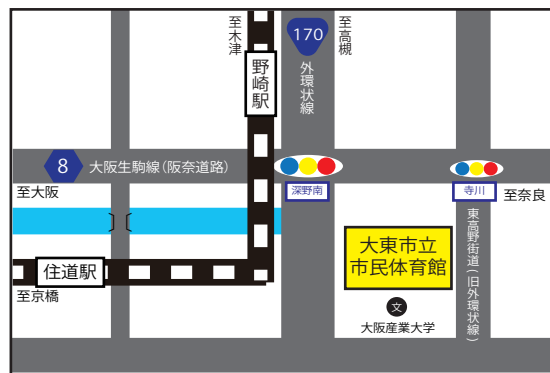 至木津
170
至高槻
野崎駅
外環状線
8
大阪生駒線（阪奈道路）
深野南
寺川
至大阪
至奈良
東高野街道（旧外環状線）
大東市立
市民体育館
住道駅
至京橋
文
大阪産業大学